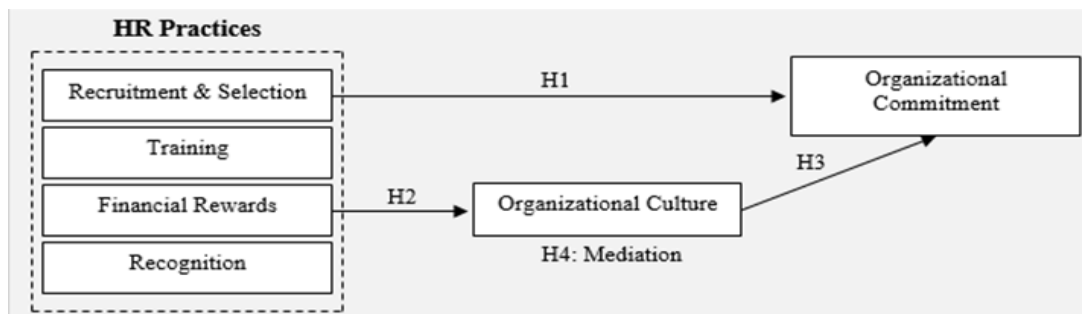 HR Practices
Recruitment & Selection
Training
Financial Rewards
Recognition
H1
H2
Organizational Culture
H4: Mediation
H3
Organizational
Commitment